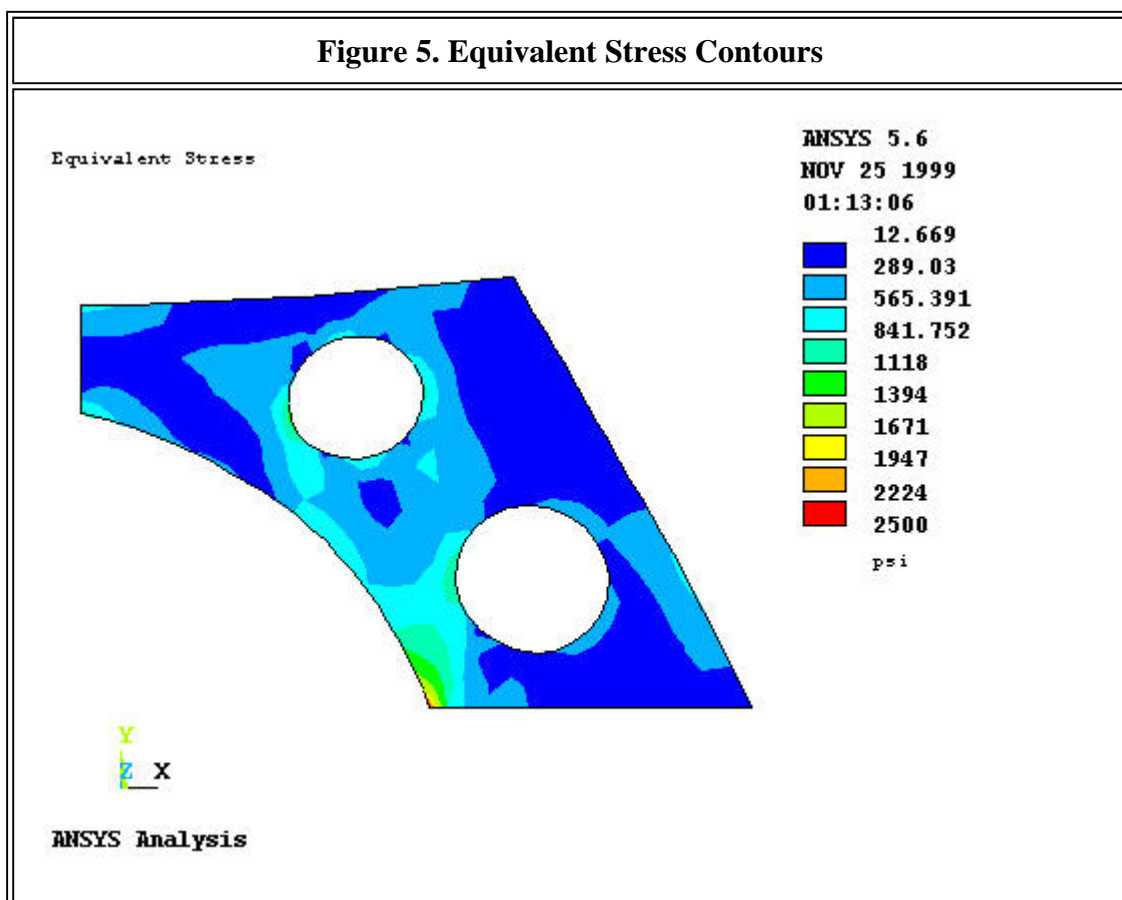 Figure 5. Equivalent Stress Contours
Equivalent Stress
ANSYS 5.6
NOV 25 1999
01:13:06
12.669
289.03
565.391
841.752
1118
1394
1671
1947
2224
2500
psi
Y
Z X
ANSYS Analysis